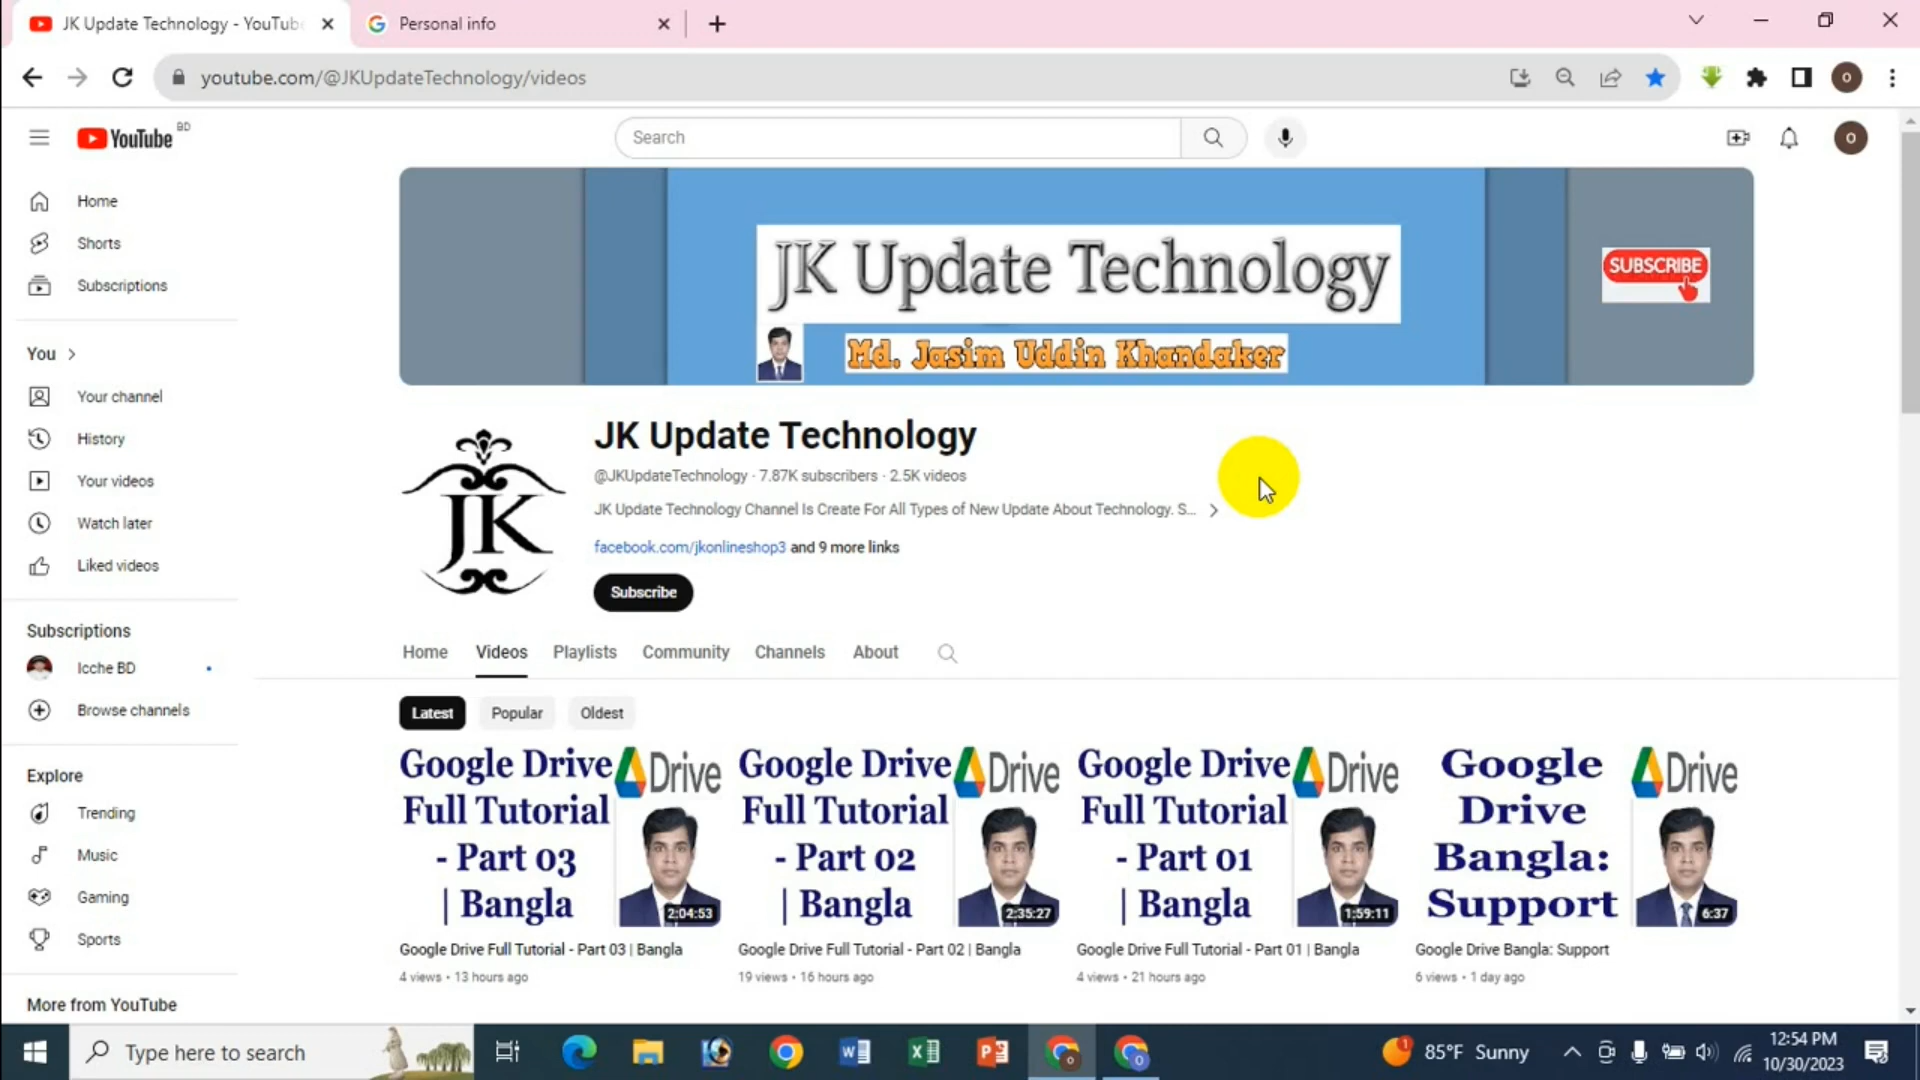 JK Update Technology - YouTube
Personal info
youtube.com/@JKUpdateTechnology/videos
O
YouTube BD
Search
O
Home
Shorts
Subscriptions
You
Your channel
History
Your videos
Watch later
Liked videos
Subscriptions
Icche BD
Browse channels
Explore
Trending
Music
Gaming
Sports
More from YouTube
JK Update Technology
SUBSCRIBE
Md. Jasim Uddin Khandaker
JK
JK Update Technology
@JKUpdateTechnology · 7.87K subscribers · 2.5K videos
JK Update Technology Channel Is Create For All Types of New Update About Technology. S...
facebook.com/jkonlineshop3 and 9 more links
Subscribe
Home Videos Playlists Community Channels About
Latest Popular Oldest
Google Drive
Full Tutorial
- Part 03
| Bangla
Drive
2:04:53
Google Drive Full Tutorial - Part 03 | Bangla
4 views • 13 hours ago
Google Drive
Full Tutorial
- Part 02
| Bangla
Drive
2:35:27
Google Drive Full Tutorial - Part 02 | Bangla
19 views • 16 hours ago
Google Drive
Full Tutorial
- Part 01
| Bangla
Drive
1:59:11
Google Drive Full Tutorial - Part 01 | Bangla
4 views • 21 hours ago
Google
Drive
Bangla:
Support
Drive
6:37
Google Drive Bangla: Support
6 views • 1 day ago
Type here to search
85°F Sunny
12:54 PM
10/30/2023